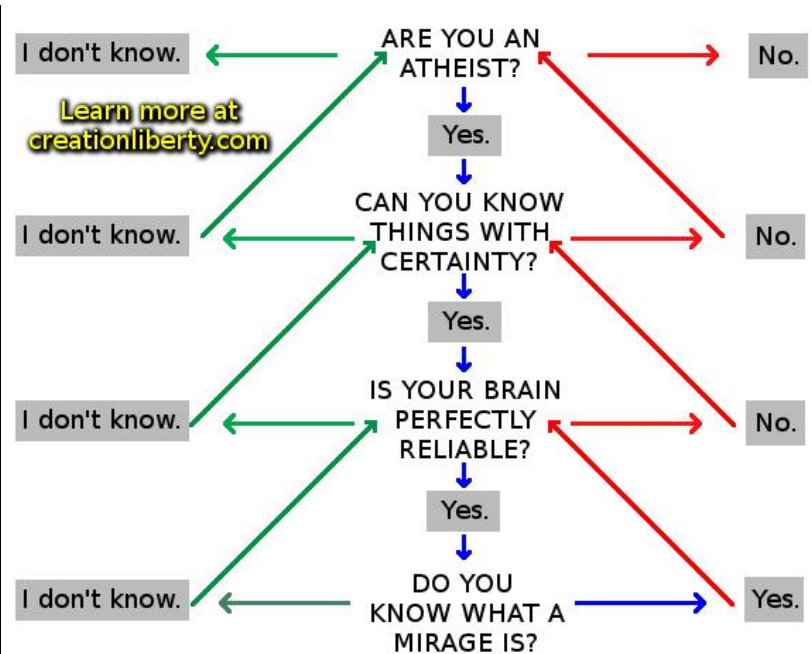 I don't know.
ARE YOU AN
ATHEIST?
No.
Learn more at
creationliberty.com
Yes.
I don't know.
CAN YOU KNOW
THINGS WITH
CERTAINTY?
No.
Yes.
I don't know.
IS YOUR BRAIN
PERFECTLY
RELIABLE?
No.
Yes.
I don't know.
DO YOU
KNOW WHAT A
MIRAGE IS?
Yes.